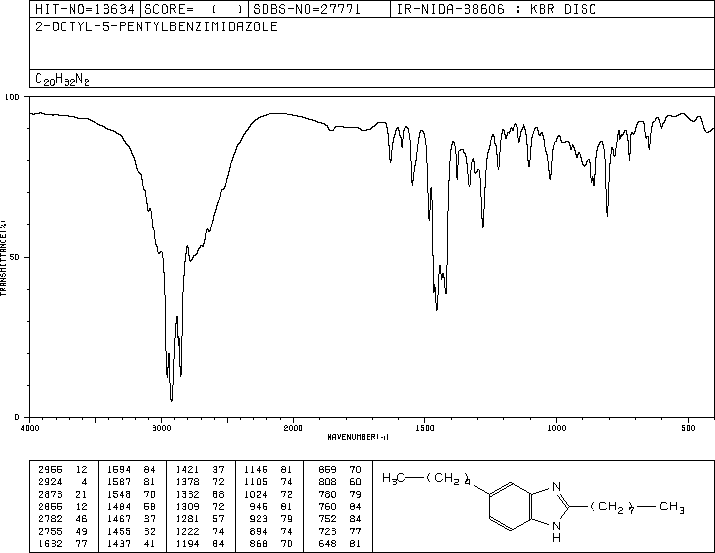 HIT-NO=13634 SCORE= ( ) SDBS-NO=27771 IR-NIDA-38606 : KBR DISC
2-OCTYL-5-PENTYLBENZIMIDAZOLE
C20H32N2
100
50
0
TRANSMITTANCE(%)
4000 3000 2000 1500 1000 500
WAVENUMBER(-1)
2955 12 1594 84 1421 37 1146 81 859 70
2924 4 1587 81 1378 72 1105 74 808 60
2873 21 1548 70 1332 68 1024 72 780 79
2855 12 1484 58 1309 72 945 81 760 84
2782 46 1467 37 1281 57 923 79 752 84
2755 49 1455 32 1222 74 894 74 723 77
1632 77 1437 41 1194 84 868 70 648 81
H3C—(CH2)4
N
(CH2)7—CH3
N
H